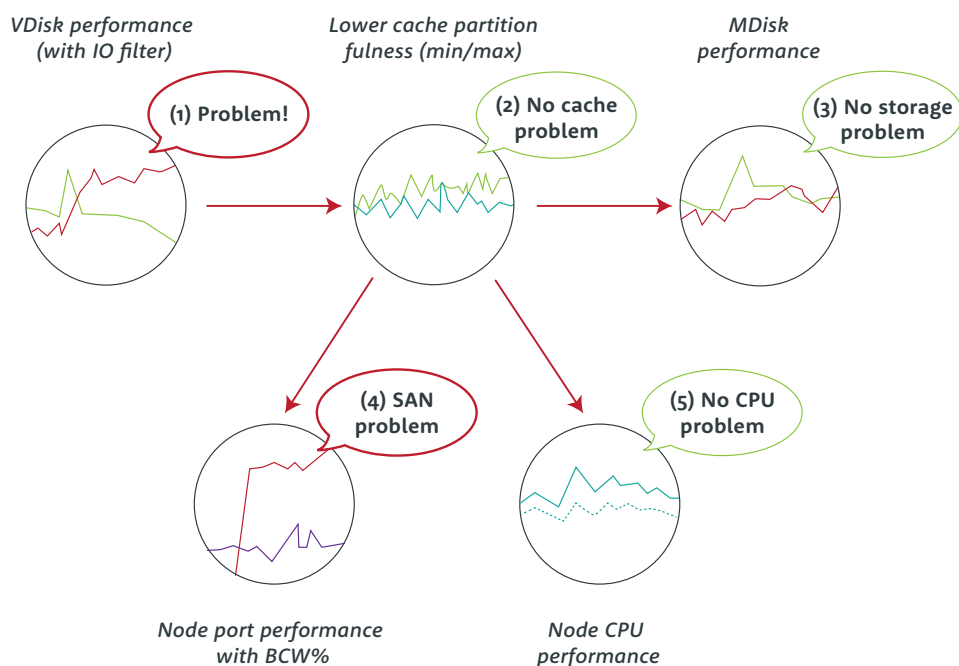 VDisk performance
(with IO filter)
Lower cache partition
fulness (min/max)
MDisk
performance
(1) Problem!
(2) No cache
problem
(3) No storage
problem
(4) SAN
problem
(5) No CPU
problem
Node port performance
with BCW%
Node CPU
performance